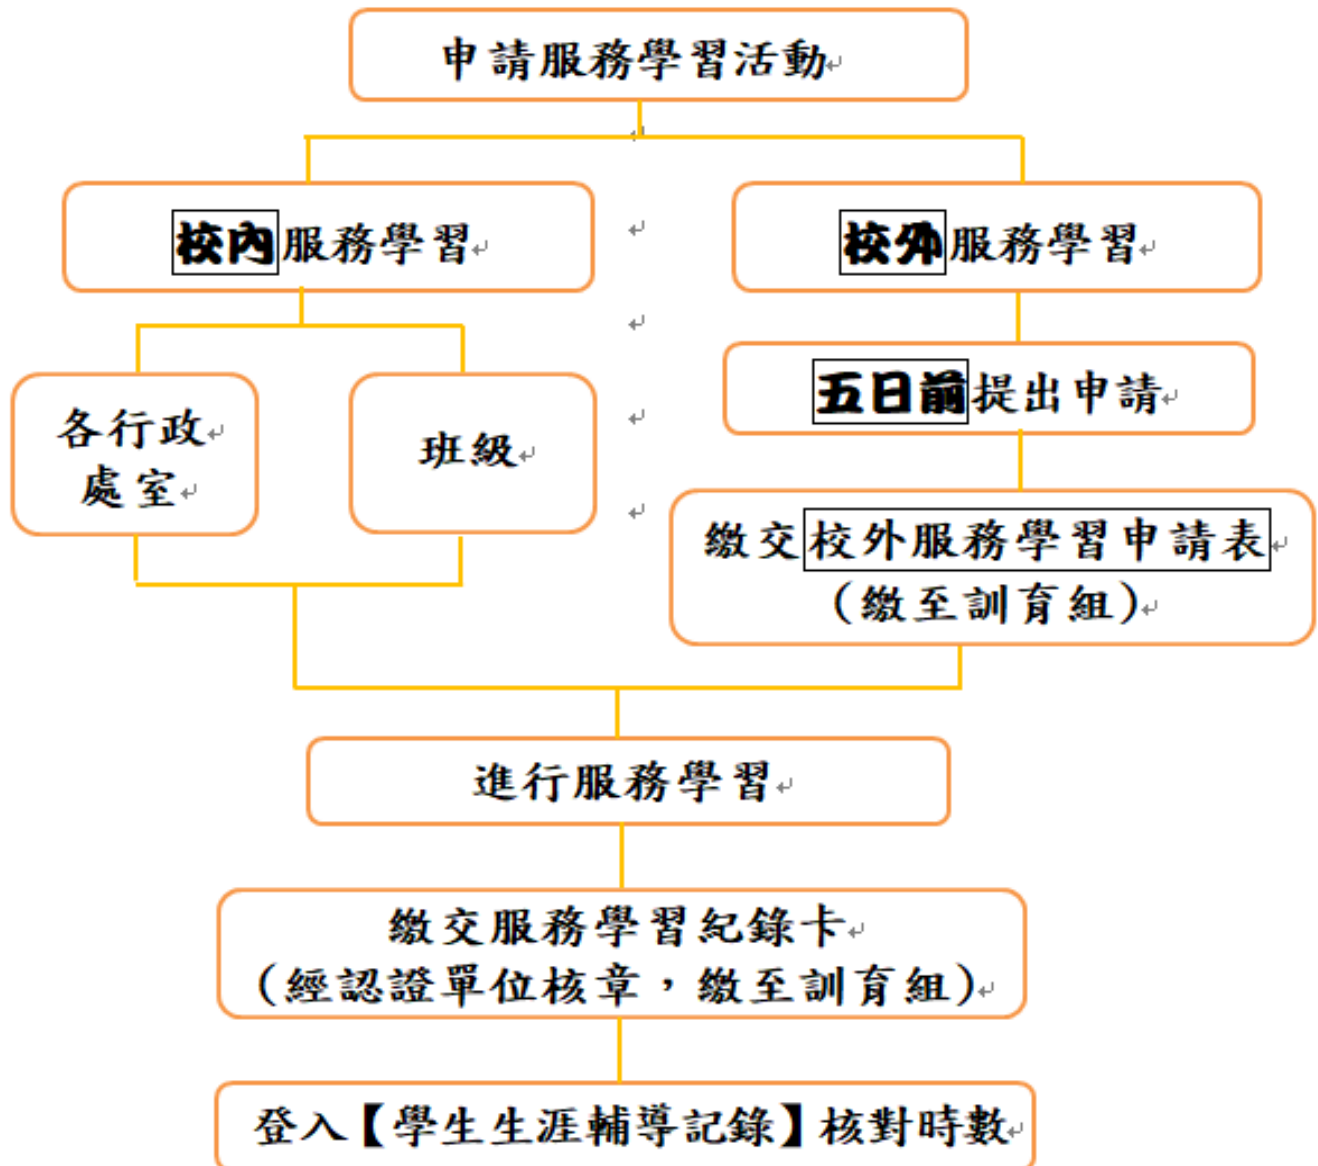 申請服務學習活動
校內服務學習
校外服務學習
各行政
處室
班級
五日前提出申請
繳交校外服務學習申請表
（繳至訓育組）
進行服務學習
繳交服務學習紀錄卡
（經認證單位核章，繳至訓育組）
登入【學生生涯輔導記錄】核對時數